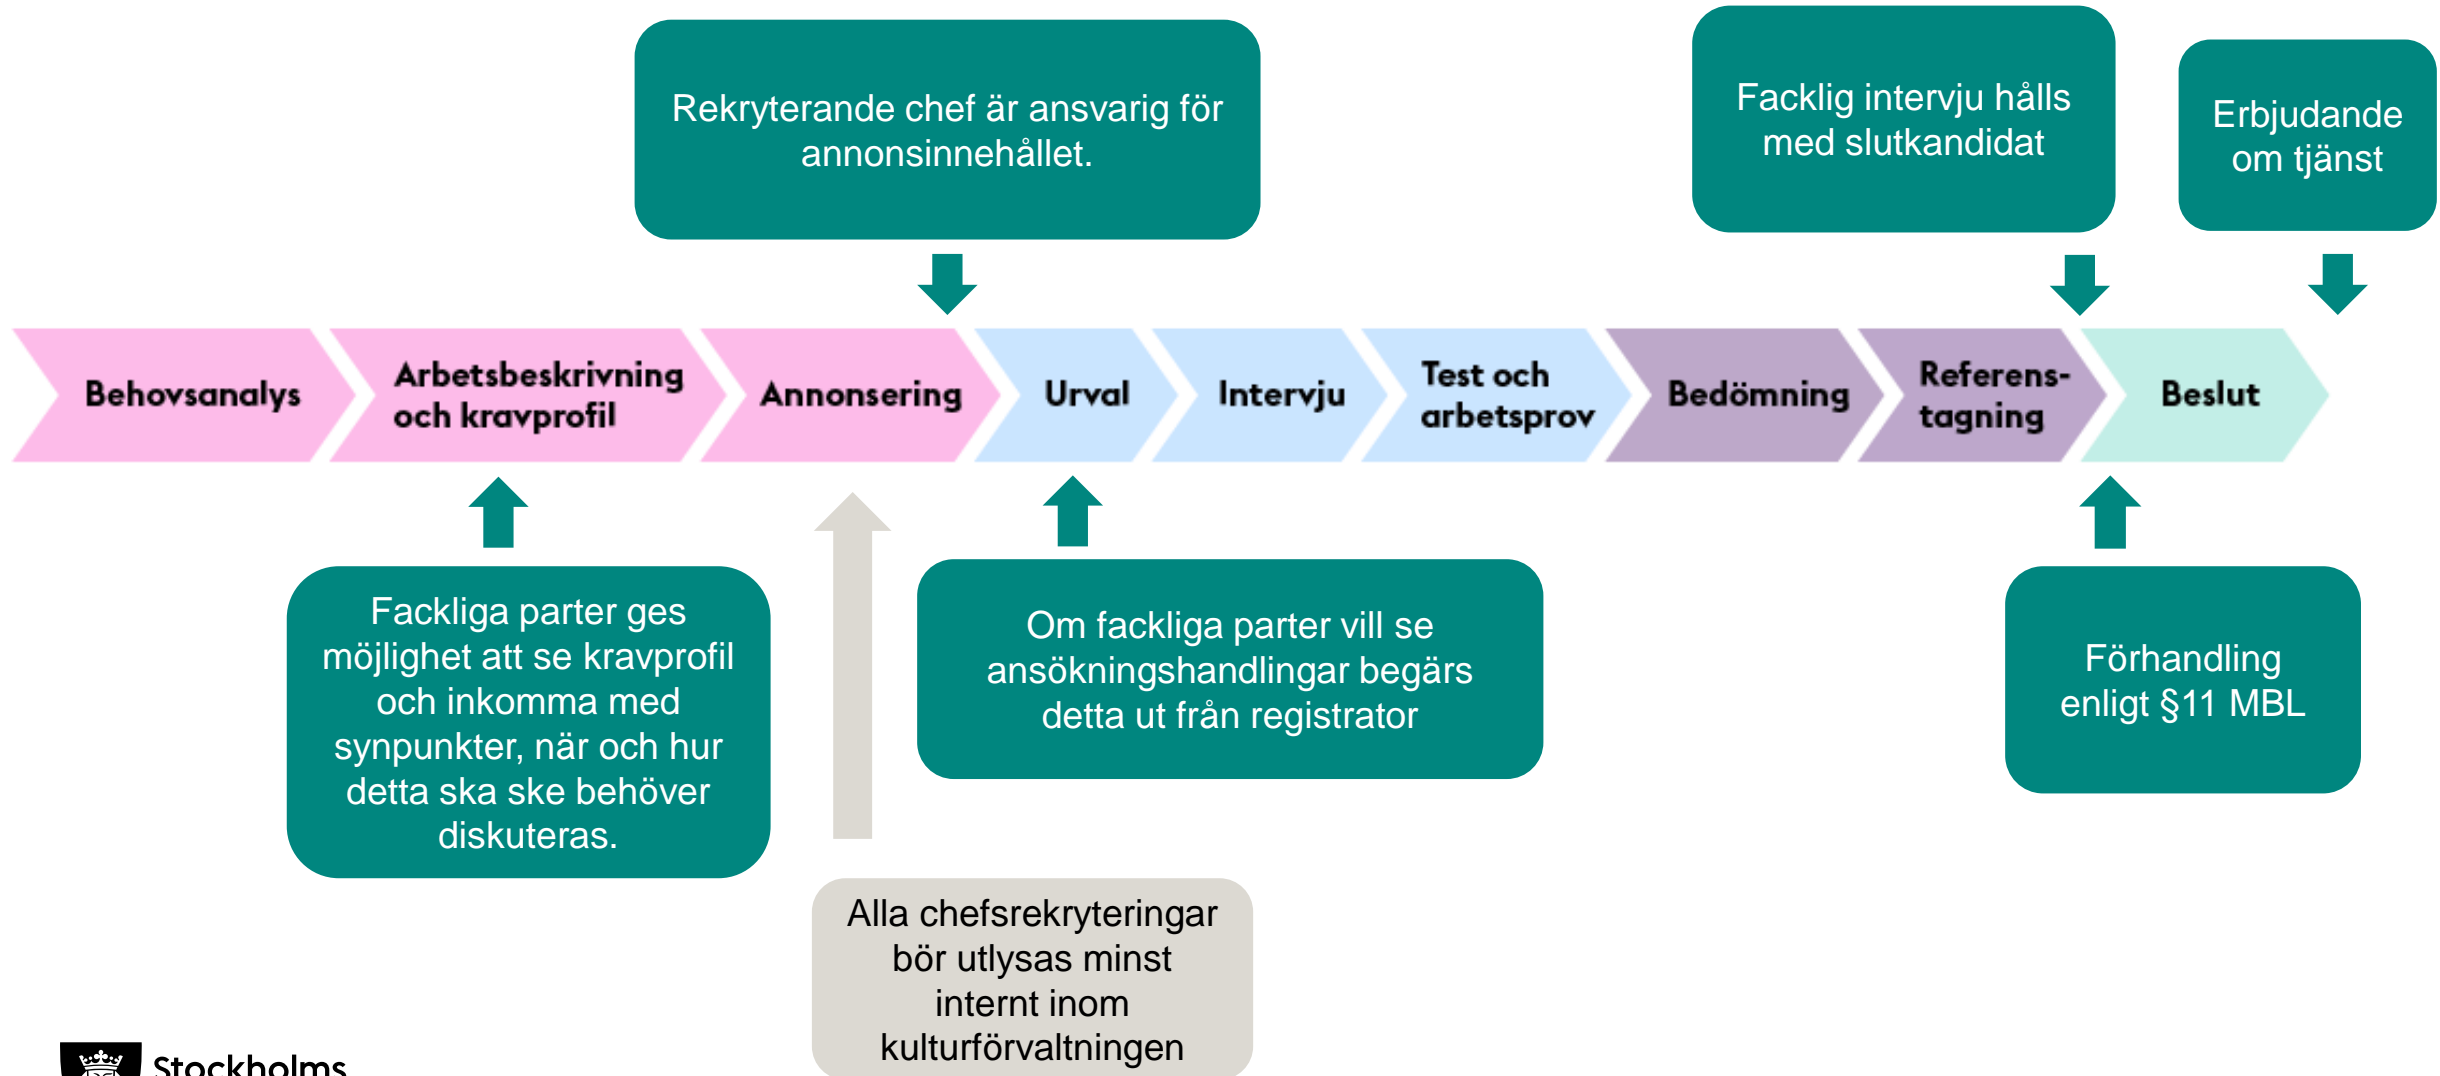 Rekryterande chef är ansvarig för
annonsinnehållet.
Facklig intervju hålls
med slutkandidat
Erbjudande
om tjänst
Behovsanalys
Arbetsbeskrivning
och kravprofil
Annonsering
Urval
Intervju
Test och
arbetsprov
Bedömning
Referens-
tagning
Beslut
Fackliga parter ges
möjlighet att se kravprofil
och inkomma med
synpunkter, när och hur
detta ska ske behöver
diskuteras.
Om fackliga parter vill se
ansökningshandlingar begärs
detta ut från registrator
Förhandling
enligt §11 MBL
Alla chefsrekryteringar
bör utlysas minst
internt inom
kulturförvaltningen
Stockholms